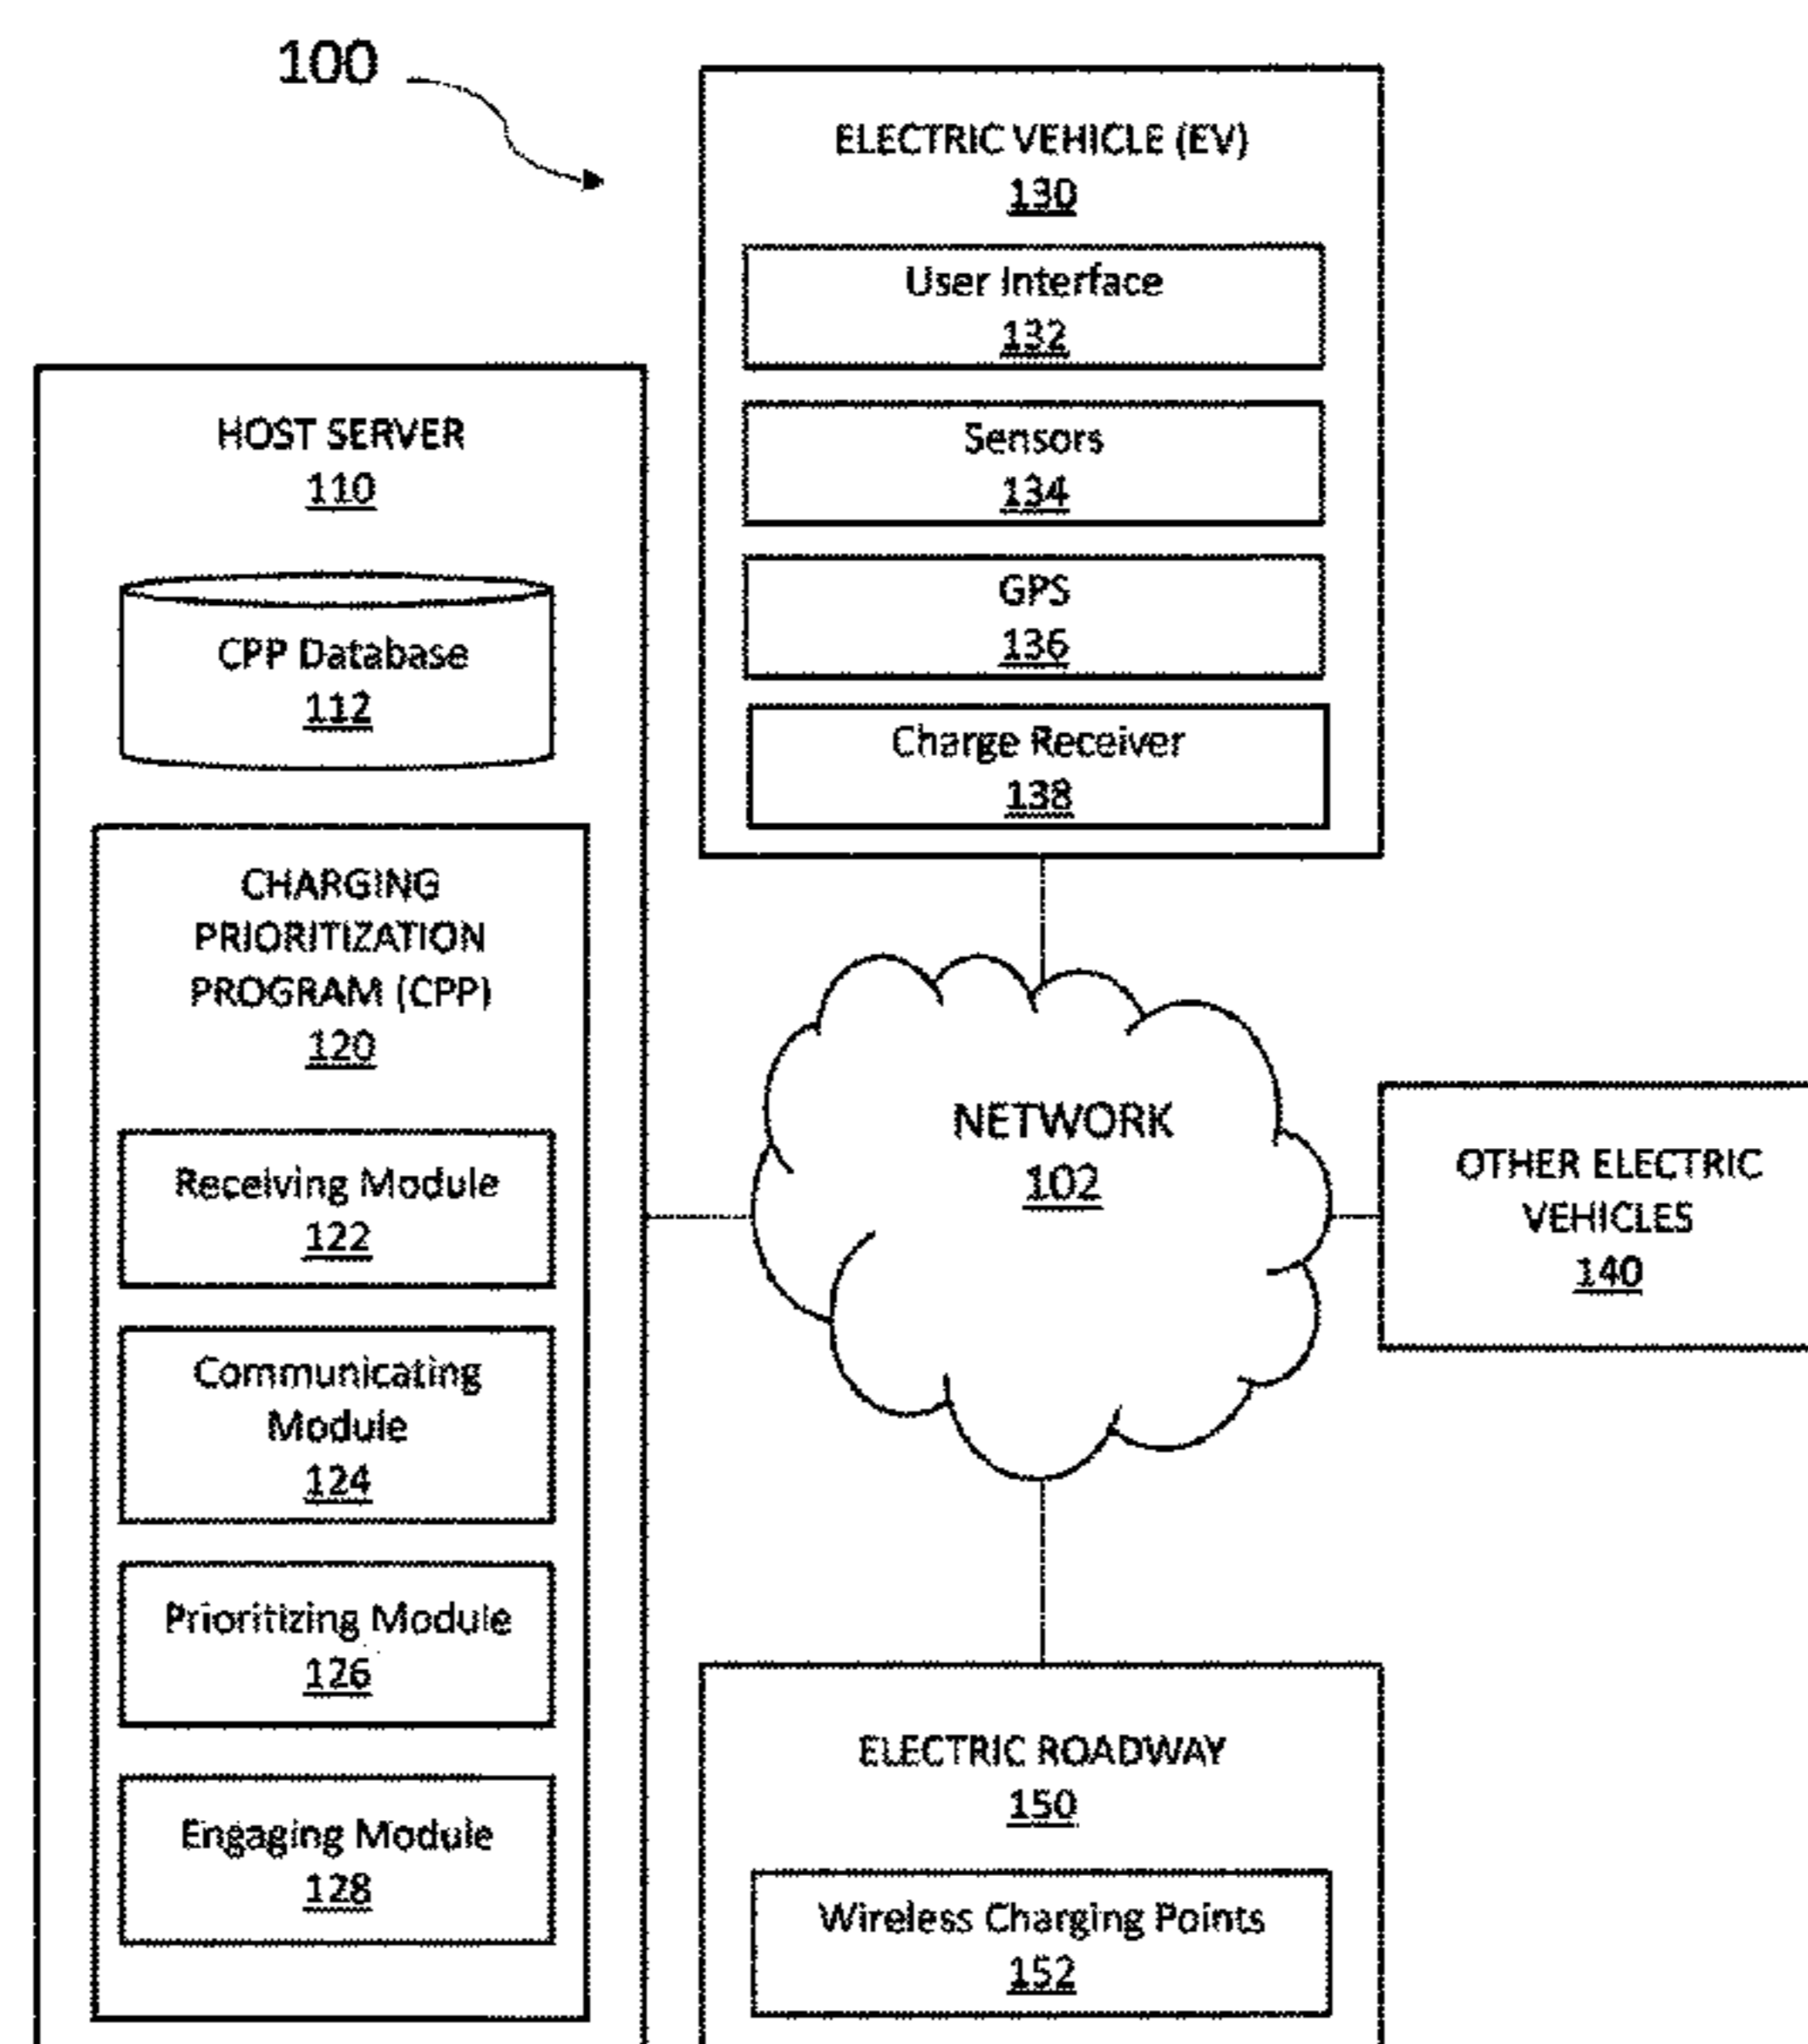 100
ELECTRIC VEHICLE (EV)
130
User Interface
132
Sensors
134
GPS
136
Charge Receiver
138
HOST SERVER
110
CPP Database
112
CHARGING
PRIORITIZATION
PROGRAM (CPP)
120
Receiving Module
122
Communicating
Module
124
Prioritizing Module
126
Engaging Module
128
NETWORK
102
OTHER ELECTRIC
VEHICLES
140
ELECTRIC ROADWAY
150
Wireless Charging Points
152